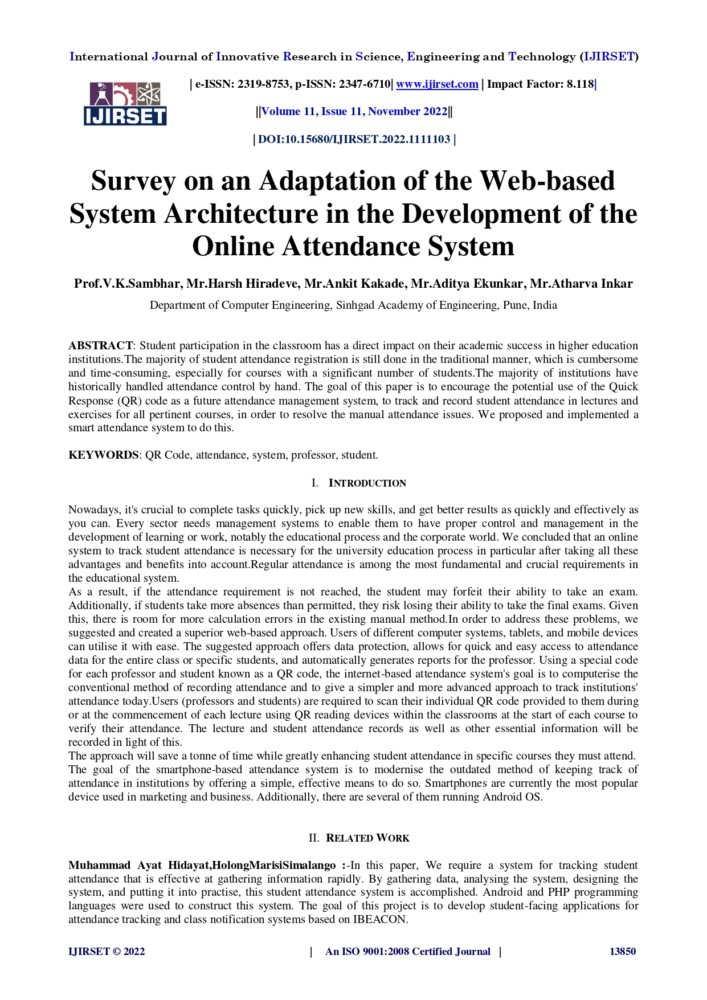 International Journal of Innovative Research in Science, Engineering and Technology (IJIRSET)
| e-ISSN: 2319-8753, p-ISSN: 2347-6710| www.ijirset.com | Impact Factor: 8.118|
IJIRSET
||Volume 11, Issue 11, November 2022||
| DOI:10.15680/IJIRSET.2022.1111103 |
Survey on an Adaptation of the Web-based
System Architecture in the Development of the
Online Attendance System
Prof.V.K.Sambhar, Mr.Harsh Hiradeve, Mr.Ankit Kakade, Mr.Aditya Ekunkar, Mr.Atharva Inkar
Department of Computer Engineering, Sinhgad Academy of Engineering, Pune, India
ABSTRACT: Student participation in the classroom has a direct impact on their academic success in higher education
institutions.The majority of student attendance registration is still done in the traditional manner, which is cumbersome
and time-consuming, especially for courses with a significant number of students.The majority of institutions have
historically handled attendance control by hand. The goal of this paper is to encourage the potential use of the Quick
Response (QR) code as a future attendance management system, to track and record student attendance in lectures and
exercises for all pertinent courses, in order to resolve the manual attendance issues. We proposed and implemented a
smart attendance system to do this.
KEYWORDS: QR Code, attendance, system, professor, student.
I. INTRODUCTION
Nowadays, it's crucial to complete tasks quickly, pick up new skills, and get better results as quickly and effectively as
you can. Every sector needs management systems to enable them to have proper control and management in the
development of learning or work, notably the educational process and the corporate world. We concluded that an online
system to track student attendance is necessary for the university education process in particular after taking all these
advantages and benefits into account.Regular attendance is among the most fundamental and crucial requirements in
the educational system.
As a result, if the attendance requirement is not reached, the student may forfeit their ability to take an exam.
Additionally, if students take more absences than permitted, they risk losing their ability to take the final exams. Given
this, there is room for more calculation errors in the existing manual method.In order to address these problems, we
suggested and created a superior web-based approach. Users of different computer systems, tablets, and mobile devices
can utilise it with ease. The suggested approach offers data protection, allows for quick and easy access to attendance
data for the entire class or specific students, and automatically generates reports for the professor. Using a special code
for each professor and student known as a QR code, the internet-based attendance system's goal is to computerise the
conventional method of recording attendance and to give a simpler and more advanced approach to track institutions'
attendance today.Users (professors and students) are required to scan their individual QR code provided to them during
or at the commencement of each lecture using QR reading devices within the classrooms at the start of each course to
verify their attendance. The lecture and student attendance records as well as other essential information will be
recorded in light of this.
The approach will save a tonne of time while greatly enhancing student attendance in specific courses they must attend.
The goal of the smartphone-based attendance system is to modernise the outdated method of keeping track of
attendance in institutions by offering a simple, effective means to do so. Smartphones are currently the most popular
device used in marketing and business. Additionally, there are several of them running Android OS.
II. RELATED WORK
Muhammad Ayat Hidayat,HolongMarisiSimalango :-In this paper, We require a system for tracking student
attendance that is effective at gathering information rapidly. By gathering data, analysing the system, designing the
system, and putting it into practise, this student attendance system is accomplished. Android and PHP programming
languages were used to construct this system. The goal of this project is to develop student-facing applications for
attendance tracking and class notification systems based on IBEACON.
IJIRSET © 2022 | An ISO 9001:2008 Certified Journal | 13850